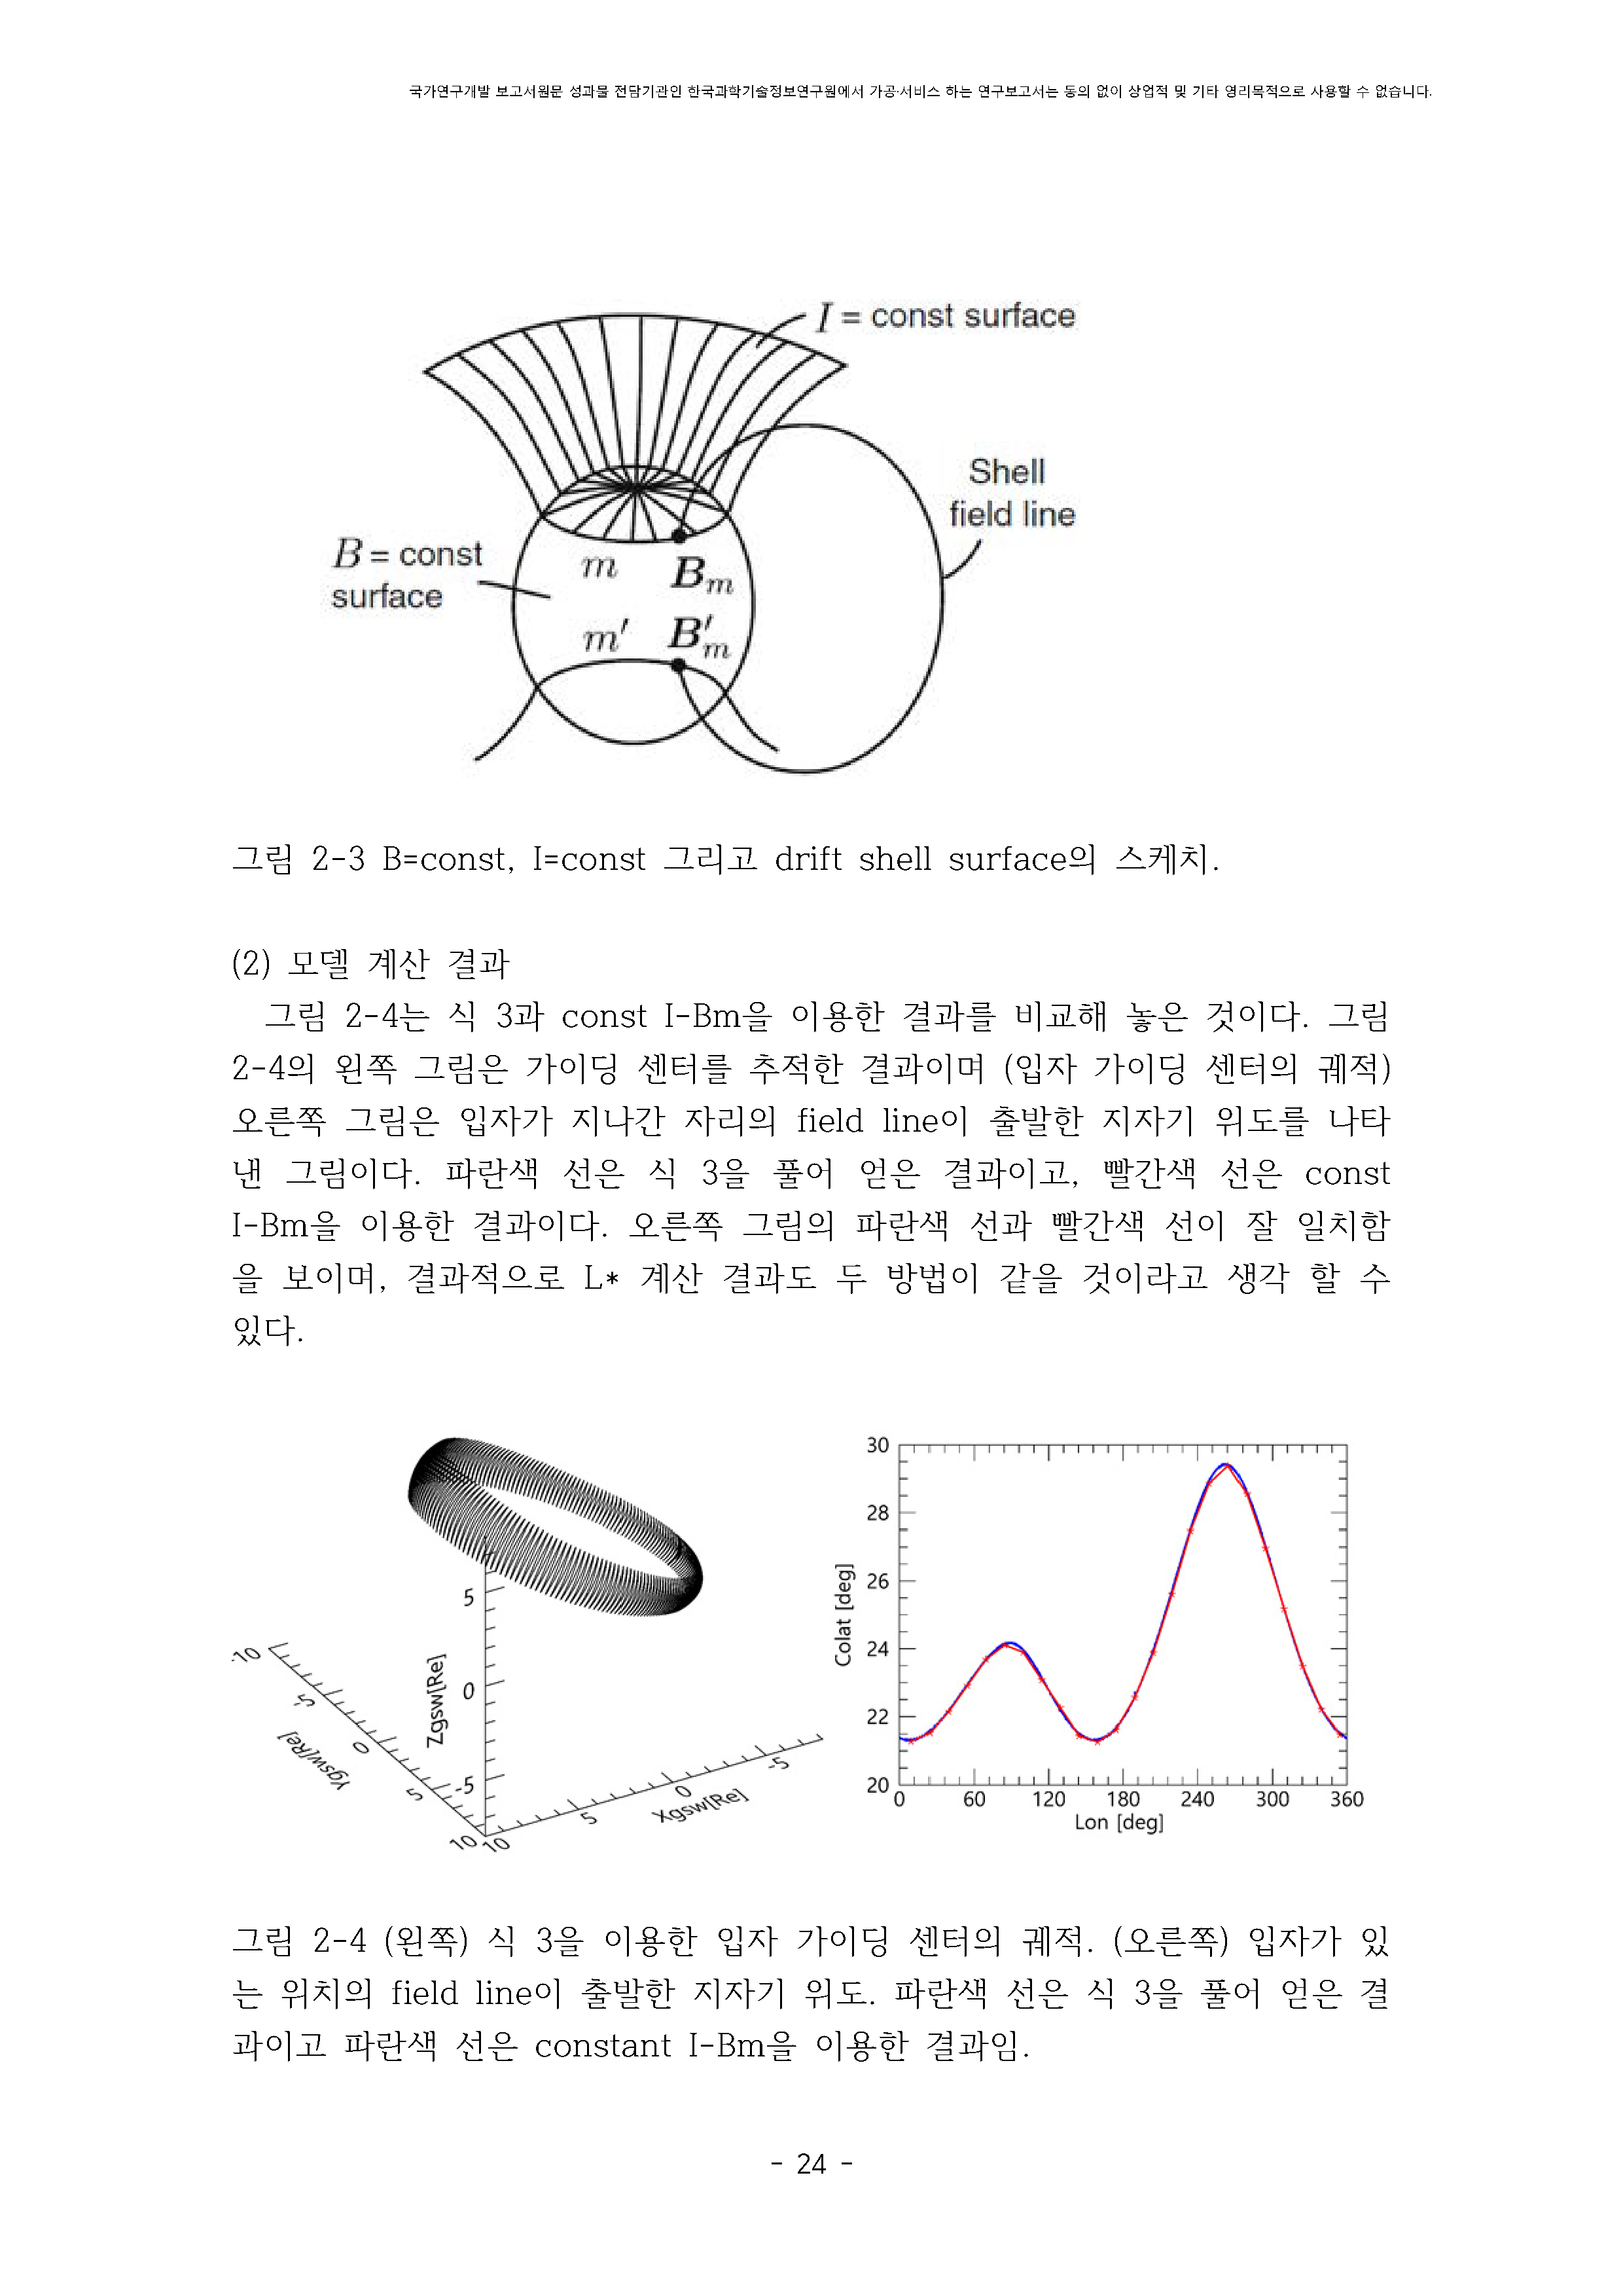 국가연구개발 보고서원문 성과물 전담기관인 한국과학기술정보연구원에서 가공·서비스 하는 연구보고서는 동의 없이 상업적 및 기타 영리목적으로 사용할 수 없습니다.
I = const surface
Shell
field line
B = const
surface
m
Bm
m′
B′m
그림 2-3 B=const, I=const 그리고 drift shell surface의 스케치.
(2) 모델 계산 결과
그림 2-4는 식 3과 const I-Bm을 이용한 결과를 비교해 놓은 것이다. 그림
2-4의 왼쪽 그림은 가이딩 센터를 추적한 결과이며 (입자 가이딩 센터의 궤적)
오른쪽 그림은 입자가 지나간 자리의 field line이 출발한 지자기 위도를 나타
낸 그림이다. 파란색 선은 식 3을 풀어 얻은 결과이고, 빨간색 선은 const
I-Bm을 이용한 결과이다. 오른쪽 그림의 파란색 선과 빨간색 선이 잘 일치함
을 보이며, 결과적으로 L* 계산 결과도 두 방법이 같을 것이라고 생각 할 수
있다.
5
0
-5
Zgsw[Re]
-10
-5
0
5
10
Ygsw[Re]
10
5
0
-5
Xgsw[Re]
30
28
26
24
22
20
Colat [deg]
0 60 120 180 240 300 360
Lon [deg]
그림 2-4 (왼쪽) 식 3을 이용한 입자 가이딩 센터의 궤적. (오른쪽) 입자가 있
는 위치의 field line이 출발한 지자기 위도. 파란색 선은 식 3을 풀어 얻은 결
과이고 파란색 선은 constant I-Bm을 이용한 결과임.
- 24 -